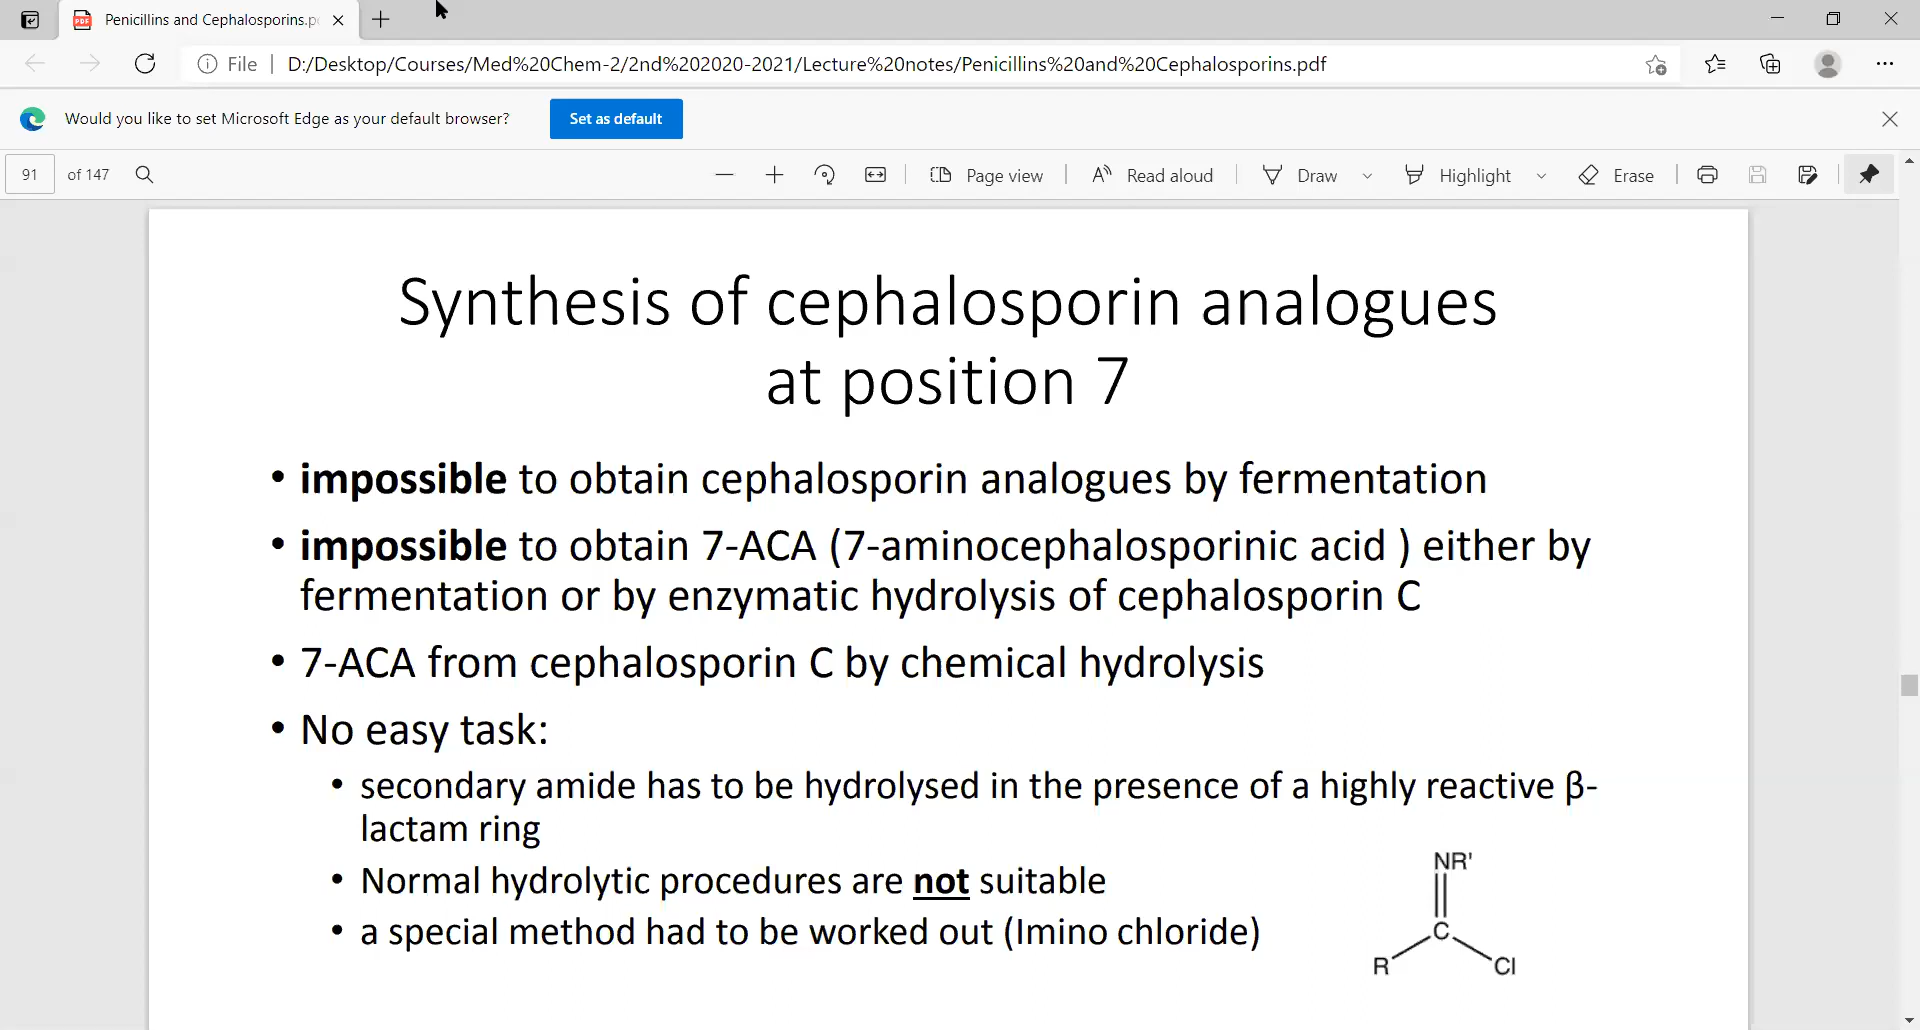 Penicillins and Cephalosporins.p
File
D:/Desktop/Courses/Med%20Chem-2/2nd%202020-2021/Lecture%20notes/Penicillins%20and%20Cephalosporins.pdf
Would you like to set Microsoft Edge as your default browser?
Set as default
91 of 147
Page view
Read aloud
Draw
Highlight
Erase
Synthesis of cephalosporin analogues
at position 7
• impossible to obtain cephalosporin analogues by fermentation
• impossible to obtain 7-ACA (7-aminocephalosporinic acid ) either by
fermentation or by enzymatic hydrolysis of cephalosporin C
• 7-ACA from cephalosporin C by chemical hydrolysis
• No easy task:
• secondary amide has to be hydrolysed in the presence of a highly reactive β-
lactam ring
• Normal hydrolytic procedures are not suitable
• a special method had to be worked out (Imino chloride)
NR'
C
R
Cl